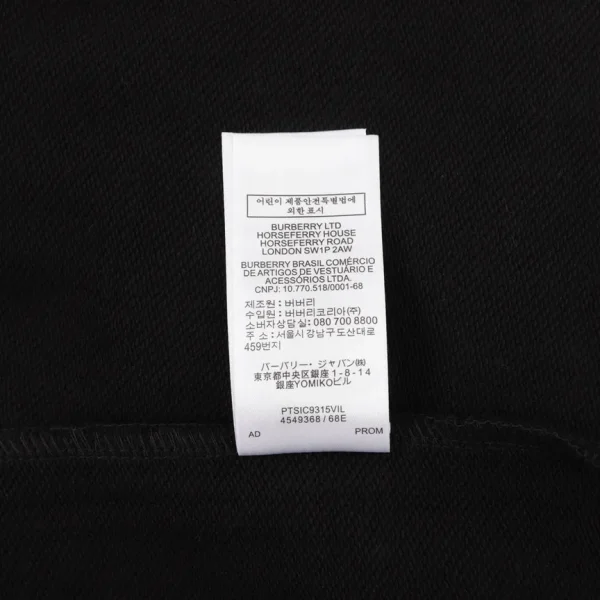 어린이 제품안전특별법에
의한 표시
BURBERRY LTD
HORSEFERRY HOUSE
HORSEFERRY ROAD
LONDON SW1P 2AW
BURBERRY BRASIL COMÉRCIO
DE ARTIGOS DE VESTUÁRIO E
ACESSÓRIOS LTDA.
CNPJ: 10.770.518/0001-68
제조원 : 버버리
수입원 : 버버리코리아(주)
소버자상담실: 080 700 8800
주 소 : 서울시강남구도산대로
459번지
バーバリー・ジャパン㈱
東京都中央区銀座 1 - 8 - 14
銀座YOMIKOビル
PTSIC9315VIL
4549368 / 68E
AD PROM